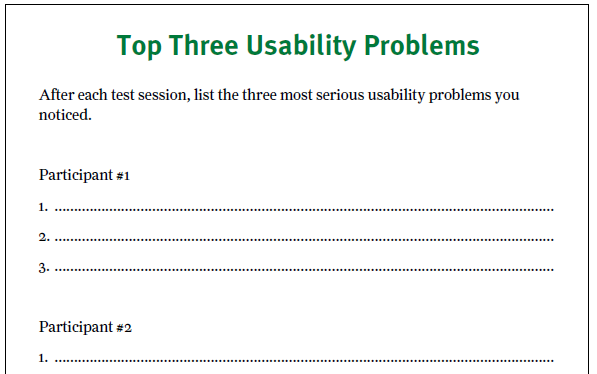 Top Three Usability Problems
After each test session, list the three most serious usability problems you
noticed.
Participant #1
1. ....................................................................................................................................
2. ....................................................................................................................................
3. ....................................................................................................................................
Participant #2
1. ....................................................................................................................................